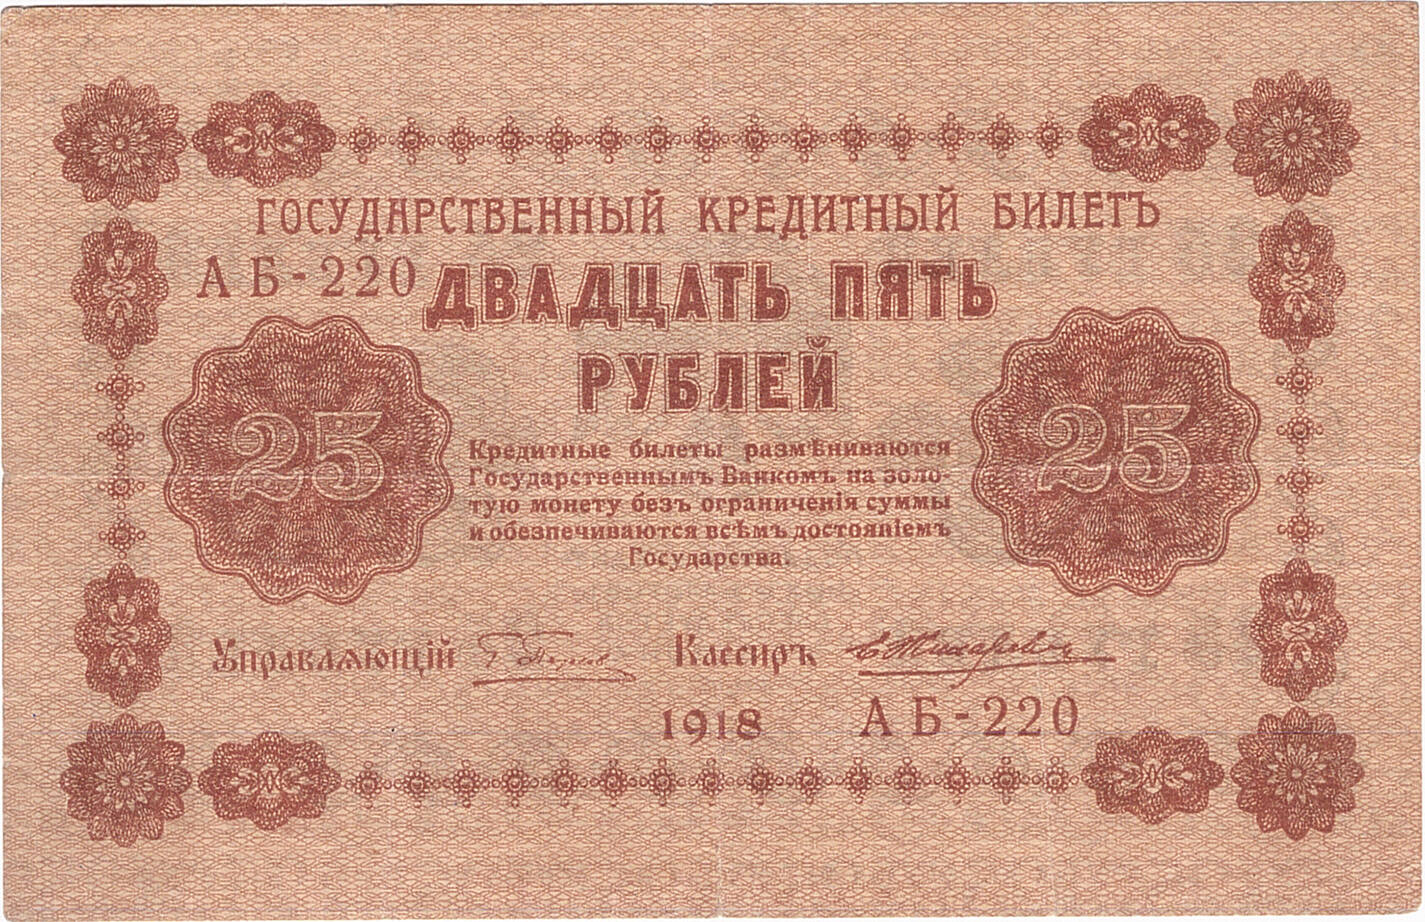 ГОСУДАРСТВЕННЫЙ КРЕДИТНЫЙ БИЛЕТЪ
АБ-220
ДВАДЦАТЬ ПЯТЬ
РУБЛЕЙ
25
25
Кредитные билеты размѣниваются
Государственнымъ Банкомъ на золо-
тую монету безъ ограниченія суммы
и обезпечиваются всѣмъ достояніемъ
Государства.
Управляющій Кассиръ
1918 АБ-220